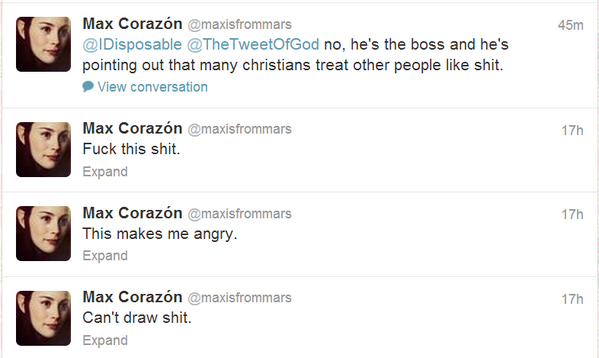 Max Corazón @maxisfrommars 45m
@IDisposable @TheTweetOfGod no, he's the boss and he's
pointing out that many christians treat other people like shit.
View conversation
Max Corazón @maxisfrommars 17h
Fuck this shit.
Expand
Max Corazón @maxisfrommars 17h
This makes me angry.
Expand
Max Corazón @maxisfrommars 17h
Can't draw shit.
Expand